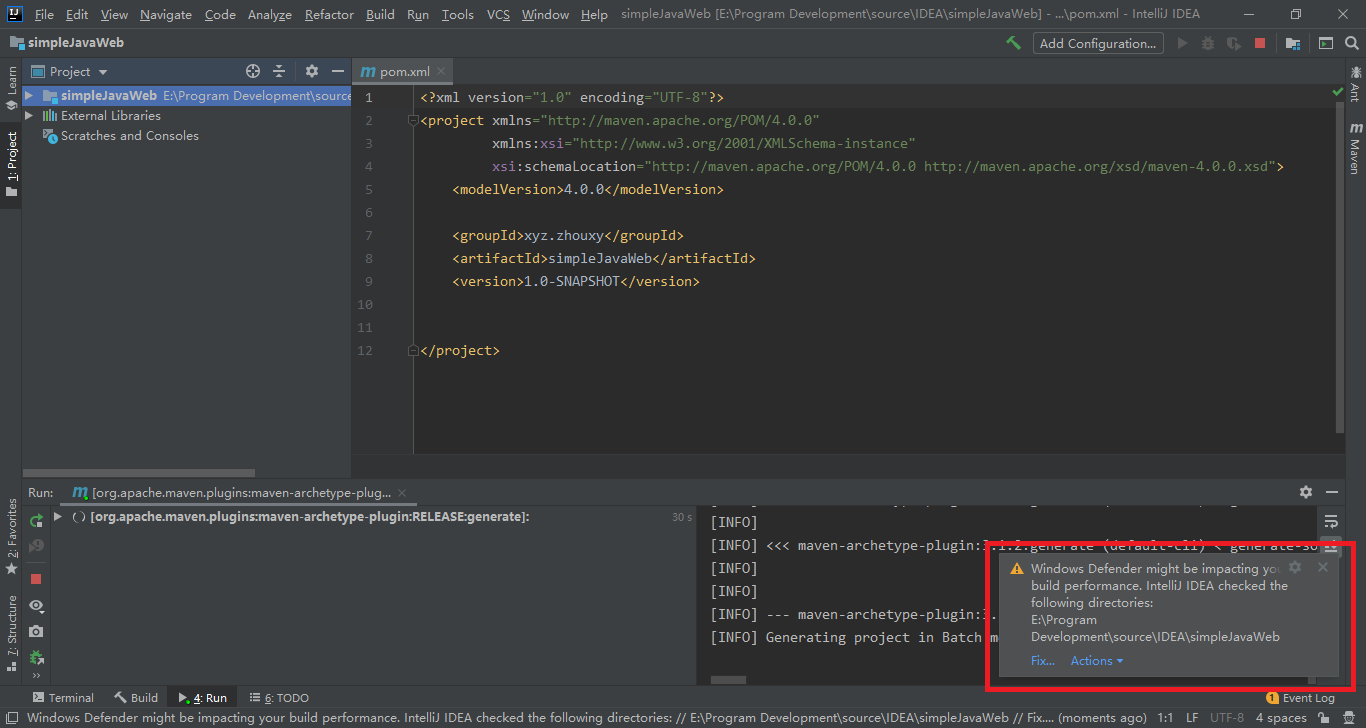 File Edit View Navigate Code Analyze Refactor Build Run Tools VCS Window Help simpleJavaWeb [E:\Program Development\source\IDEA\simpleJavaWeb] - ...\pom.xml - IntelliJ IDEA
simpleJavaWeb
Add Configuration...
Learn
1: Project
2: Favorites
7: Structure
Project
simpleJavaWeb E:\Program Development\source
External Libraries
Scratches and Consoles
pom.xml
1 <?xml version="1.0" encoding="UTF-8"?>
2 <project xmlns="http://maven.apache.org/POM/4.0.0"
3 xmlns:xsi="http://www.w3.org/2001/XMLSchema-instance"
4 xsi:schemaLocation="http://maven.apache.org/POM/4.0.0 http://maven.apache.org/xsd/maven-4.0.0.xsd">
5 <modelVersion>4.0.0</modelVersion>
6
7 <groupId>xyz.zhouxy</groupId>
8 <artifactId>simpleJavaWeb</artifactId>
9 <version>1.0-SNAPSHOT</version>
10
11
12 </project>
Ant
Maven
Run: [org.apache.maven.plugins:maven-archetype-plug...
[org.apache.maven.plugins:maven-archetype-plugin:RELEASE:generate]: 30 s
[INFO]
[INFO] <<< maven-archetype-plugin:3.1.2:generate (default-cli) < generate-so
[INFO]
[INFO]
[INFO] --- maven-archetype-plugin:3.
[INFO] Generating project in Batch m
Windows Defender might be impacting you
build performance. IntelliJ IDEA checked the
following directories:
E:\Program
Development\source\IDEA\simpleJavaWeb
Fix... Actions
Terminal Build 4: Run 6: TODO 1 Event Log
Windows Defender might be impacting your build performance. IntelliJ IDEA checked the following directories: // E:\Program Development\source\IDEA\simpleJavaWeb // Fix.... (moments ago) 1:1 LF UTF-8 4 spaces